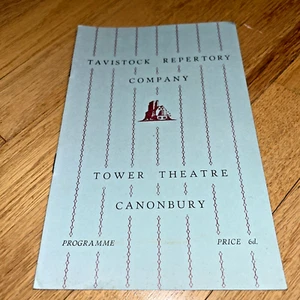 TAVISTOCK REPERTORY
COMPANY
TOWER THEATRE
CANONBURY
PROGRAMME PRICE 6d.